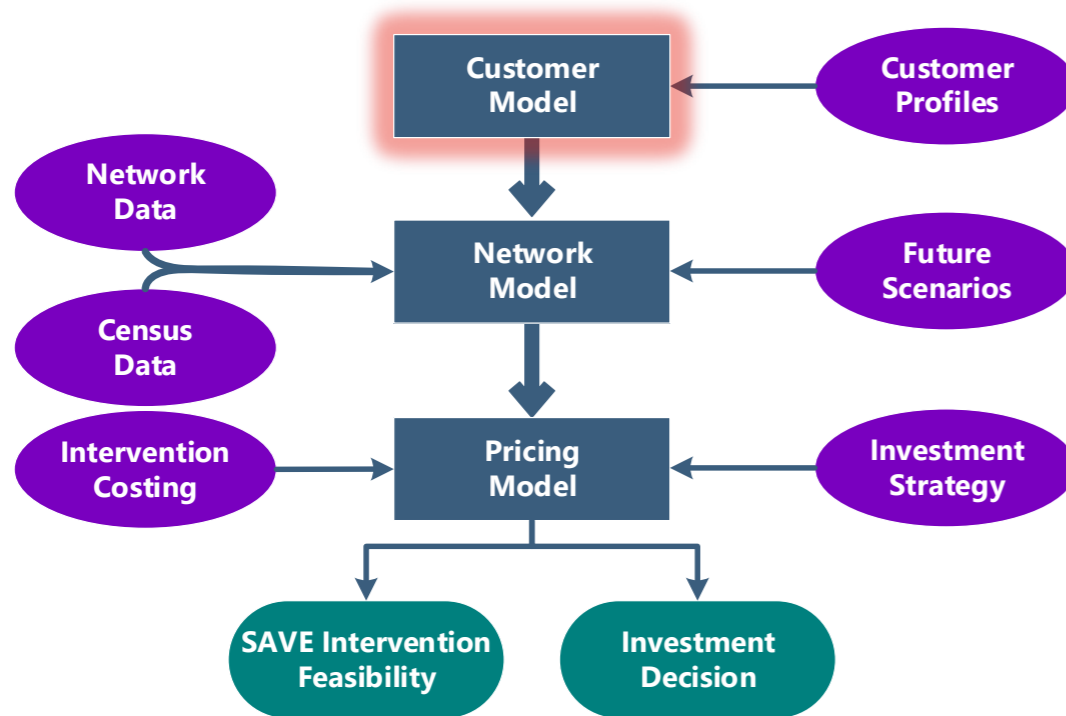 Customer
Model
Customer
Profiles
Network
Data
Network
Model
Future
Scenarios
Census
Data
Intervention
Costing
Pricing
Model
Investment
Strategy
SAVE Intervention
Feasibility
Investment
Decision